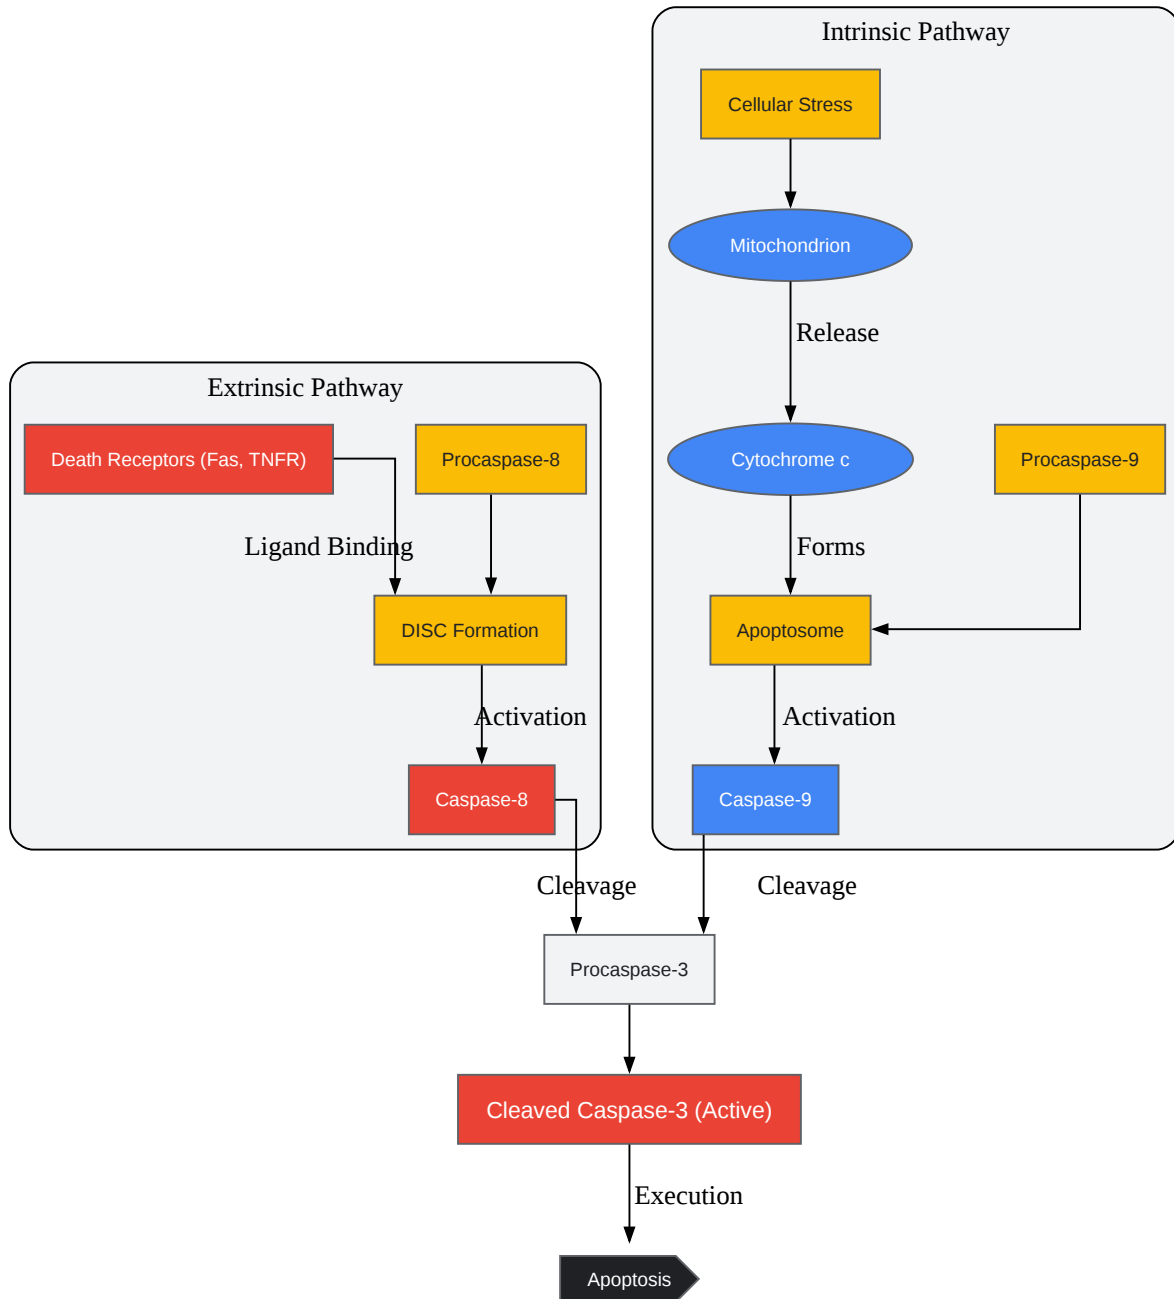 Intrinsic Pathway
Cellular Stress
Mitochondrion
Release
Extrinsic Pathway
Death Receptors (Fas, TNFR)
Procaspase-8
Cytochrome c
Procaspase-9
Ligand Binding
Forms
DISC Formation
Apoptosome
Activation
Activation
Caspase-8
Caspase-9
Cleavage
Cleavage
Procaspase-3
Cleaved Caspase-3 (Active)
Execution
Apoptosis